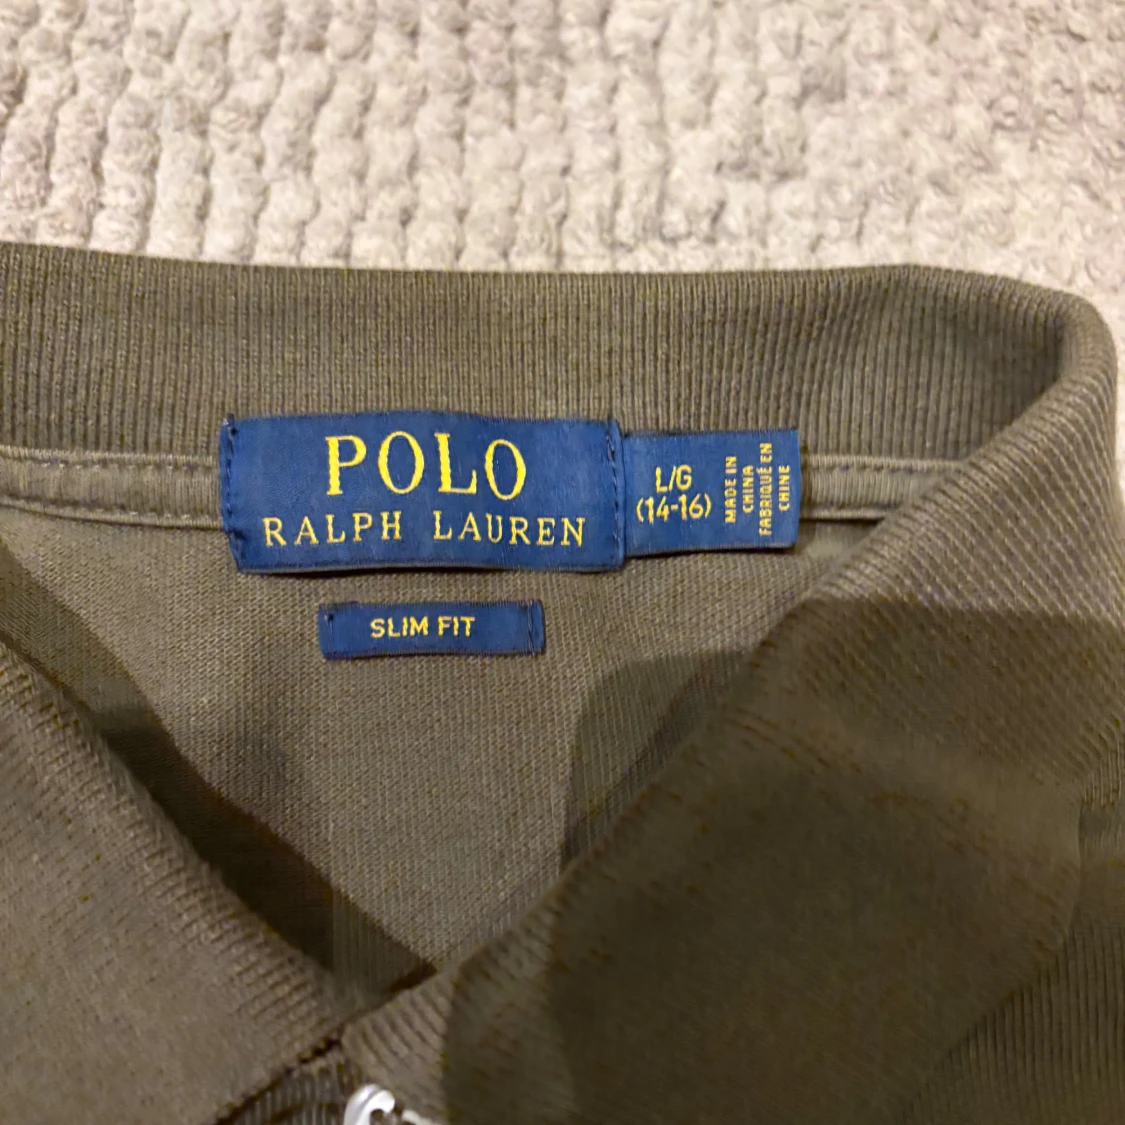 POLO
RALPH LAUREN
L/G
(14-16)
MADE IN
CHINA
FABRIQUÉ EN
CHINE
SLIM FIT